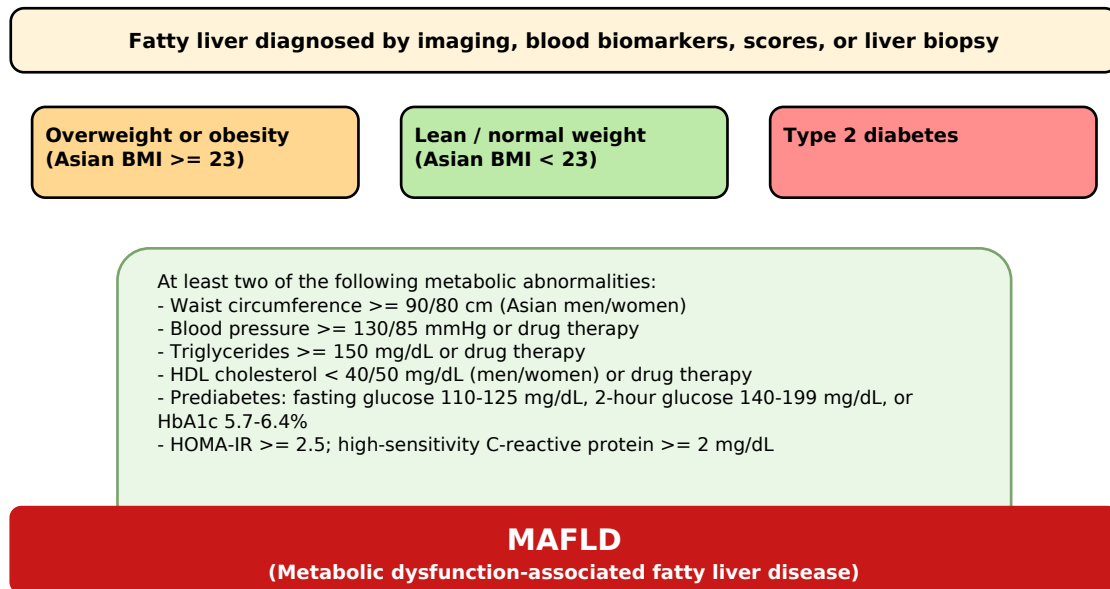 Fatty liver diagnosed by imaging, blood biomarkers, scores, or liver biopsy
Overweight or obesity
(Asian BMI >= 23)
Lean / normal weight
(Asian BMI < 23)
Type 2 diabetes
At least two of the following metabolic abnormalities:
- Waist circumference >= 90/80 cm (Asian men/women)
- Blood pressure >= 130/85 mmHg or drug therapy
- Triglycerides >= 150 mg/dL or drug therapy
- HDL cholesterol < 40/50 mg/dL (men/women) or drug therapy
- Prediabetes: fasting glucose 110-125 mg/dL, 2-hour glucose 140-199 mg/dL, or
HbA1c 5.7-6.4%
- HOMA-IR >= 2.5; high-sensitivity C-reactive protein >= 2 mg/dL
MAFLD
(Metabolic dysfunction-associated fatty liver disease)